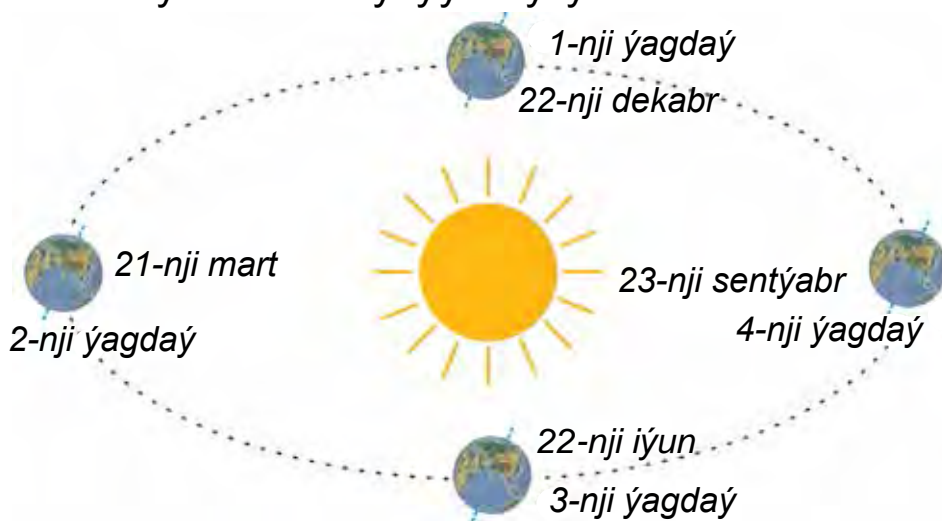 1-nji ýagdaý
22-nji dekabr
21-nji mart
23-nji sentýabr
2-nji ýagdaý
4-nji ýagdaý
22-nji iýun
3-nji ýagdaý